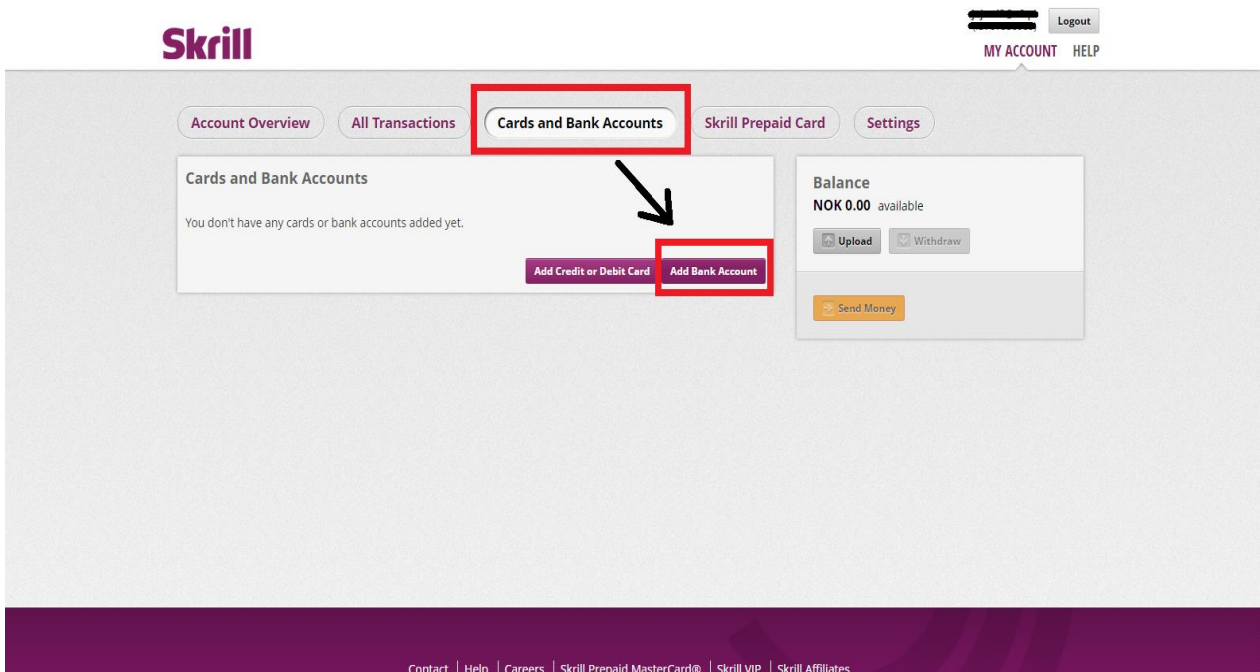 Skrill
Logout
MY ACCOUNT HELP
Account Overview All Transactions Cards and Bank Accounts Skrill Prepaid Card Settings
Cards and Bank Accounts
You don't have any cards or bank accounts added yet.
Add Credit or Debit Card Add Bank Account
Balance
NOK 0.00 available
Upload Withdraw
Send Money
Contact | Help | Careers | Skrill Prepaid MasterCard® | Skrill VIP | Skrill Affiliates